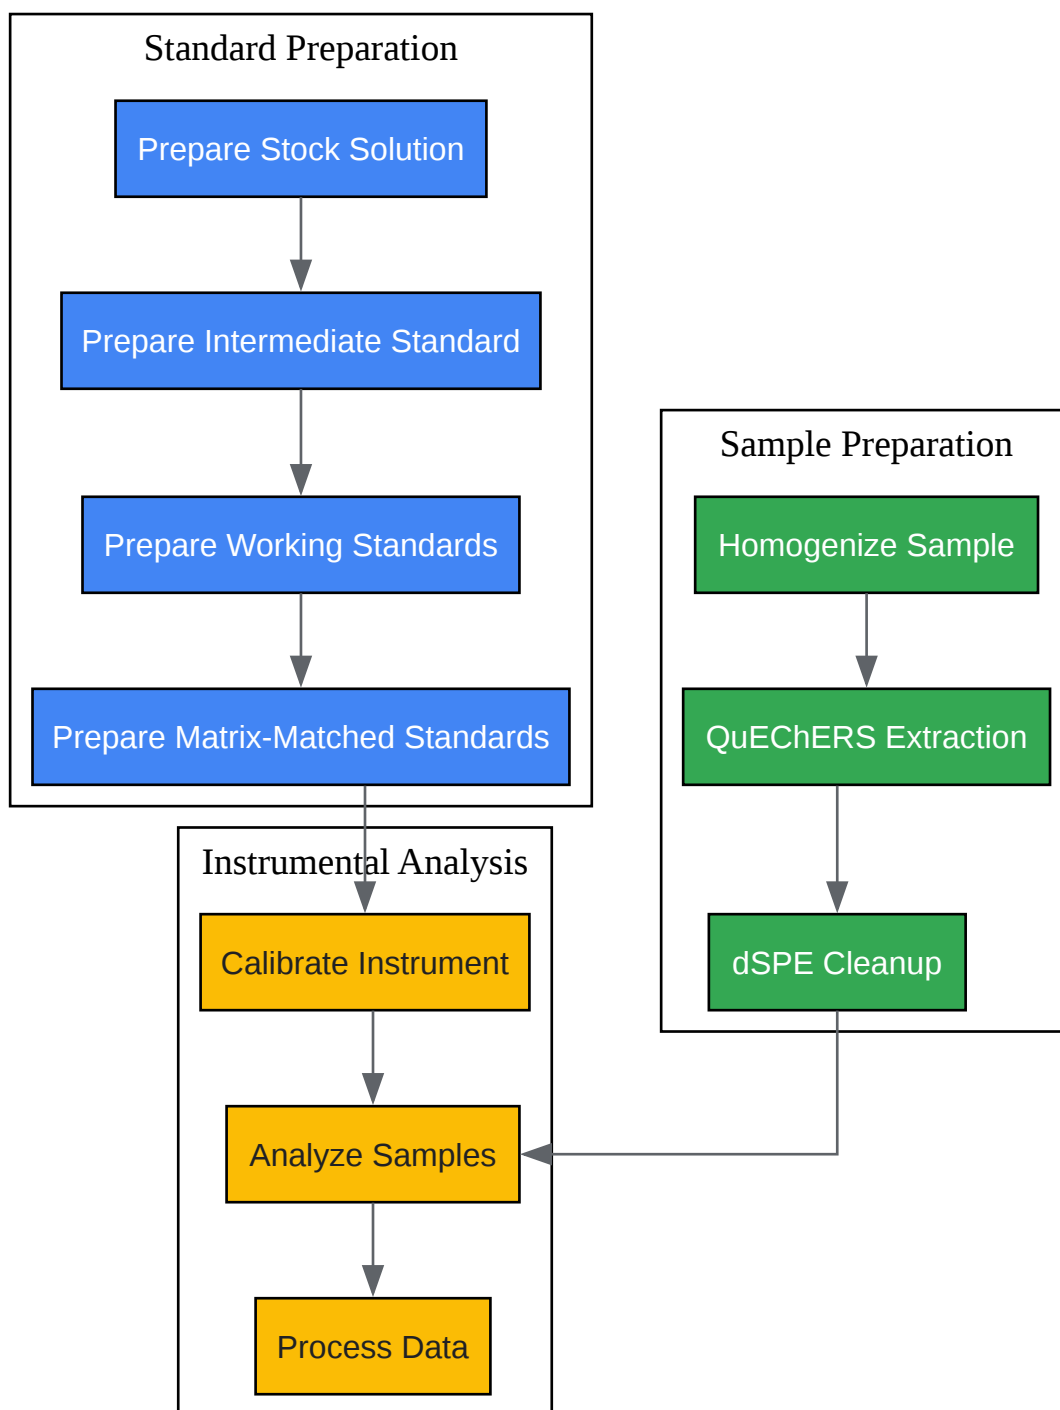 Standard Preparation
Prepare Stock Solution
Prepare Intermediate Standard
Prepare Working Standards
Prepare Matrix-Matched Standards
Sample Preparation
Homogenize Sample
QuEChERS Extraction
dSPE Cleanup
Instrumental Analysis
Calibrate Instrument
Analyze Samples
Process Data